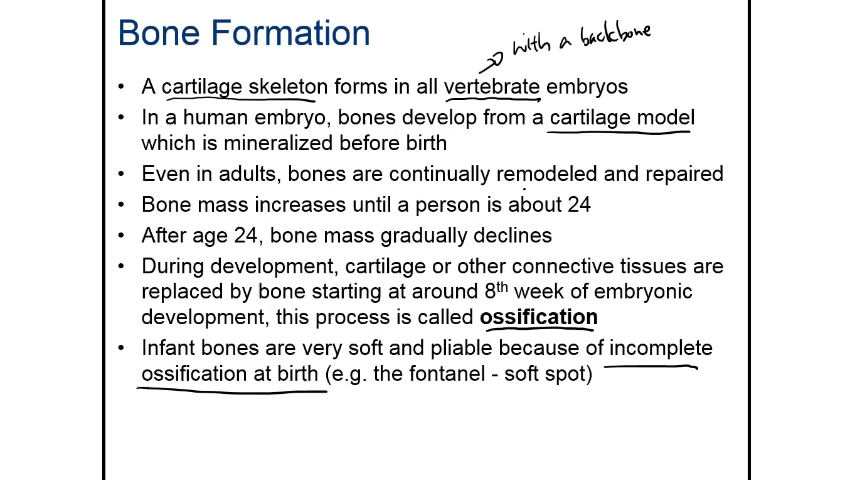 Bone Formation
with a backbone
• A cartilage skeleton forms in all vertebrate embryos
• In a human embryo, bones develop from a cartilage model
which is mineralized before birth
• Even in adults, bones are continually remodeled and repaired
• Bone mass increases until a person is about 24
• After age 24, bone mass gradually declines
• During development, cartilage or other connective tissues are
replaced by bone starting at around 8th week of embryonic
development, this process is called ossification
• Infant bones are very soft and pliable because of incomplete
ossification at birth (e.g. the fontanel - soft spot)